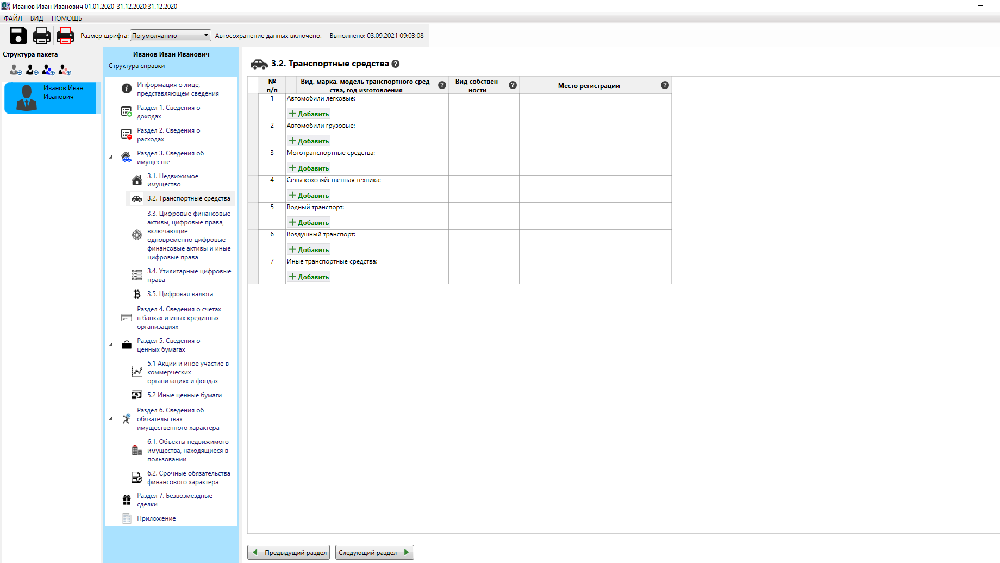 Иванов Иван Иванович 01.01.2020-31.12.2020:31.12.2020
ФАЙЛ ВИД ПОМОЩЬ
Размер шрифта: По умолчанию Автосохранение данных включено. Выполнено: 03.09.2021 09:03:08
Структура пакета
Иванов Иван
Иванович
Иванов Иван Иванович
Структура справки
Информация о лице,
представляющем сведения
Раздел 1. Сведения о
доходах
Раздел 2. Сведения о
расходах
Раздел 3. Сведения об
имуществе
3.1. Недвижимое
имущество
3.2. Транспортные средства
3.3. Цифровые финансовые
активы, цифровые права,
включающие
одновременно цифровые
финансовые активы и иные
цифровые права
3.4. Утилитарные цифровые
права
3.5. Цифровая валюта
Раздел 4. Сведения о счетах
в банках и иных кредитных
организациях
Раздел 5. Сведения о
ценных бумагах
5.1 Акции и иное участие в
коммерческих
организациях и фондах
5.2 Иные ценные бумаги
Раздел 6. Сведения об
обязательствах
имущественного характера
6.1. Объекты недвижимого
имущества, находящиеся в
пользовании
6.2. Срочные обязательства
финансового характера
Раздел 7. Безвозмездные
сделки
Приложение
3.2. Транспортные средства ?
№
п/п
Вид, марка, модель транспортного сред-
ства, год изготовления ?
Вид собствен-
ности ?
Место регистрации ?
1 Автомобили легковые:
+ Добавить
2 Автомобили грузовые:
+ Добавить
3 Мототранспортные средства:
+ Добавить
4 Сельскохозяйственная техника:
+ Добавить
5 Водный транспорт:
+ Добавить
6 Воздушный транспорт:
+ Добавить
7 Иные транспортные средства:
+ Добавить
Предыдущий раздел Следующий раздел